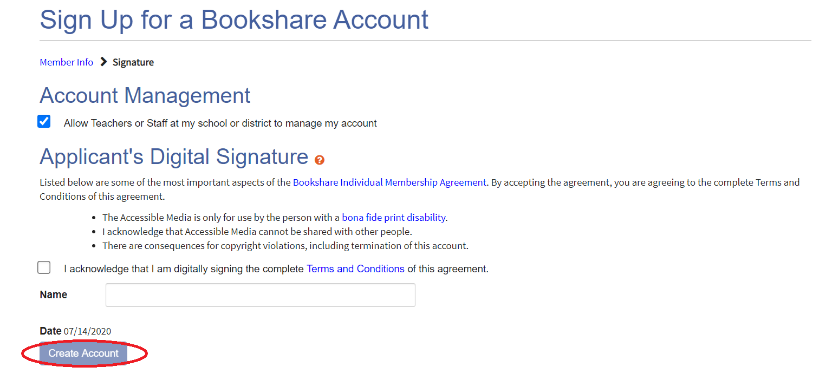 Sign Up for a Bookshare Account
Member Info > Signature
Account Management
Allow Teachers or Staff at my school or district to manage my account
Applicant's Digital Signature ?
Listed below are some of the most important aspects of the Bookshare Individual Membership Agreement. By accepting the agreement, you are agreeing to the complete Terms and
Conditions of this agreement.
• The Accessible Media is only for use by the person with a bona fide print disability.
• I acknowledge that Accessible Media cannot be shared with other people.
• There are consequences for copyright violations, including termination of this account.
I acknowledge that I am digitally signing the complete Terms and Conditions of this agreement.
Name
Date 07/14/2020
Create Account